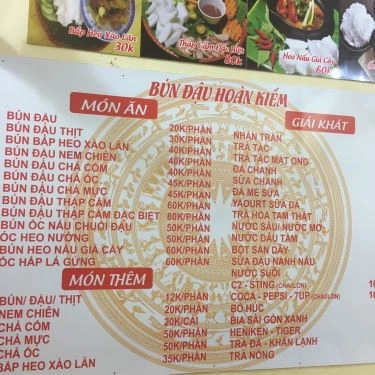 Bắp Heo Xào Lăn
30k
Thập Cẩm Đặc Biệt
80k
Heo Nấu Giả Cầy
60k
BÚN ĐẬU HOÀN KIẾM
MÓN ĂN
BÚN ĐẬU 20K/PHẦN
BÚN ĐẬU THỊT 30K/PHẦN
BÚN BẮP HEO XÀO LĂN 40K/PHẦN
BÚN ĐẬU NEM CHIÊN 40K/PHẦN
BÚN ĐẬU CHẢ CỐM 40K/PHẦN
BÚN ĐẬU CHẢ ỐC 45K/PHẦN
BÚN ĐẬU CHẢ MỰC 45K/PHẦN
BÚN ĐẬU THẬP CẨM 60K/PHẦN
BÚN ĐẬU THẬP CẨM ĐẶC BIỆT 80K/PHẦN
BÚN ỐC NẤU CHUỐI ĐẬU 50K/PHẦN
ỐC HEO NƯỚNG 50K/PHẦN
BÚN HEO NẤU GIẢ CẦY 60K/PHẦN
ỐC HẤP LÁ GỪNG 60K/PHẦN
MÓN THÊM
BÚN/ ĐẬU/ THỊT 12K/PHẦN
NEM CHIÊN 20K/PHẦN
CHẢ CỐM 20K/CÁI
CHẢ MỰC 50K/PHẦN
CHẢ ỐC 50K/PHẦN
BẮP HEO XÀO LĂN 35K/PHẦN
GIẢI KHÁT
NHÂN TRẦN
TRÀ TẮC
TRÀ TẮC MẬT ONG
ĐÁ CHANH
SỮA CHANH
ĐÁ ME SỮA
YAOURT SỮA ĐÁ
TRÀ HOA TAM THẤT
NƯỚC SẤU/ NƯỚC MƠ
NƯỚC DÂU TẰM
BỘT SẮN DÂY
SỮA ĐẬU NÀNH NẤU
NƯỚC SUỐI
C2 - STING (CHAI,LON)
COCA - PEPSI - 7UP (CHAI,LON)
BÒ HÚC
BIA SÀI GÒN XANH
HENIKEN - TIGER
TRÀ ĐÁ - KHĂN LẠNH
TRÀ NÓNG